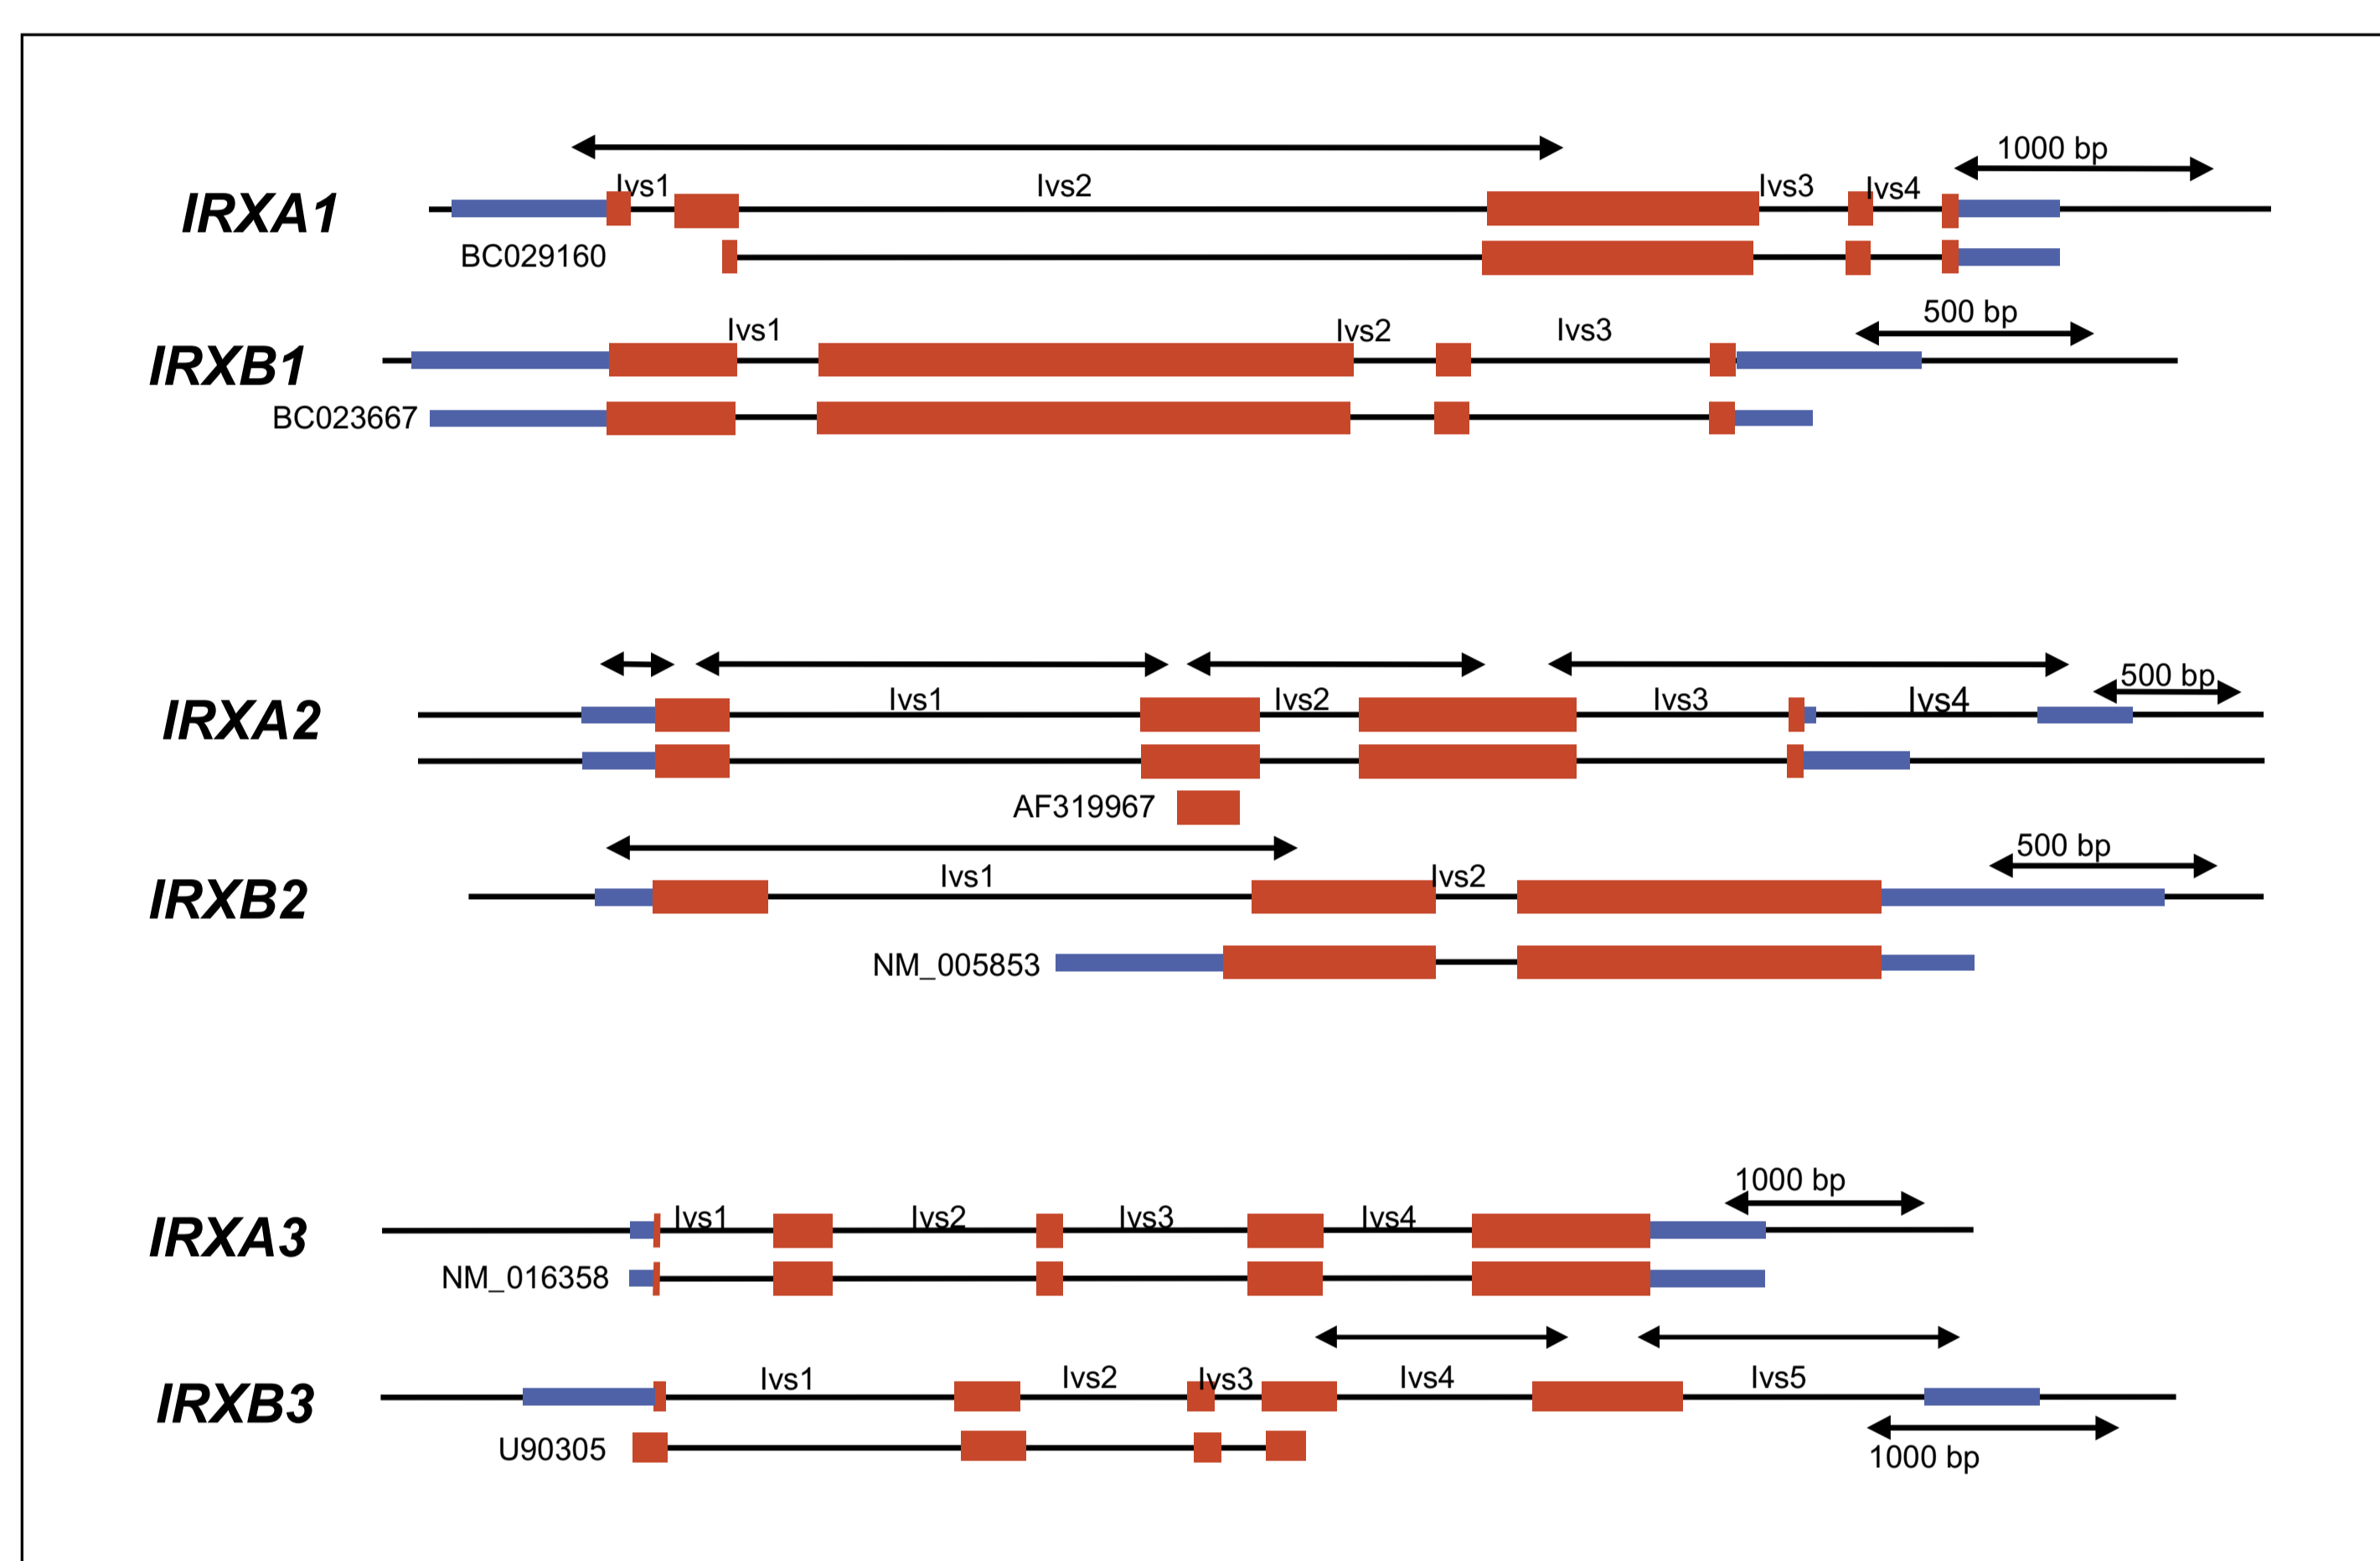 1000 bp
IRXA1 Ivs1 Ivs2 Ivs3 Ivs4
BC029160
500 bp
IRXB1 Ivs1 Ivs2 Ivs3
BC023667
500 bp
IRXA2 Ivs1 Ivs2 Ivs3 Ivs4
AF319967
500 bp
IRXB2 Ivs1 Ivs2
NM_005853
1000 bp
IRXA3 Ivs1 Ivs2 Ivs3 Ivs4
NM_016358
IRXB3 Ivs1 Ivs2 Ivs3 Ivs4 Ivs5
U90305
1000 bp